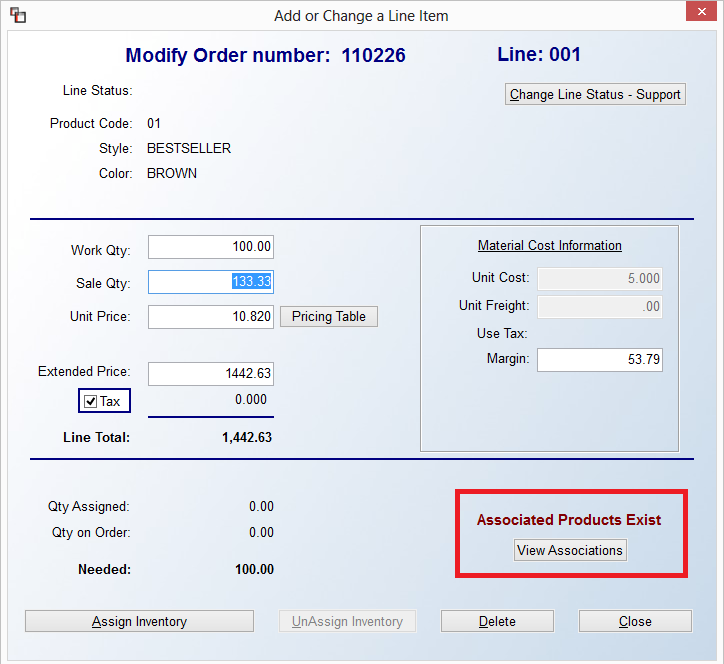 Add or Change a Line Item
Modify Order number: 110226 Line: 001
Line Status:
Change Line Status - Support
Product Code: 01
Style: BESTSELLER
Color: BROWN
Work Qty: 100.00
Sale Qty: 133.33
Unit Price: 10.820 Pricing Table
Extended Price: 1442.63
Tax 0.000
Line Total: 1,442.63
Material Cost Information
Unit Cost: 5.000
Unit Freight: .00
Use Tax:
Margin: 53.79
Qty Assigned: 0.00
Qty on Order: 0.00
Needed: 100.00
Associated Products Exist
View Associations
Assign Inventory UnAssign Inventory Delete Close